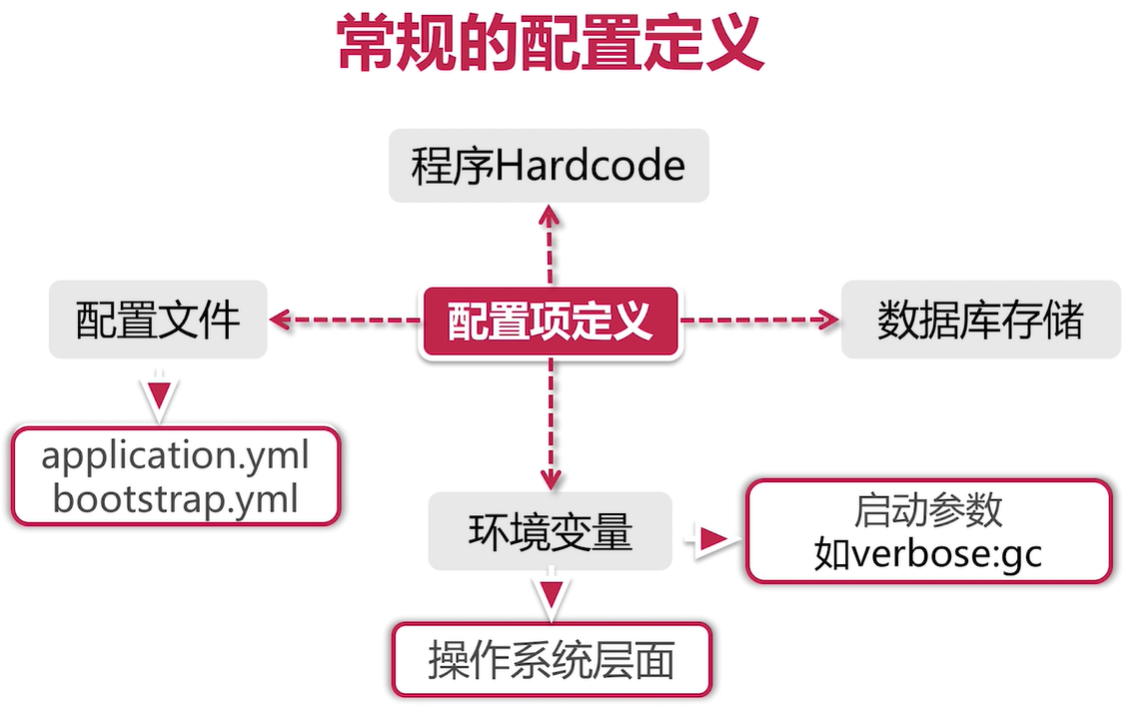 常规的配置定义
程序Hardcode
配置文件
配置项定义
数据库存储
application.yml
bootstrap.yml
环境变量
启动参数
如verbose:gc
操作系统层面